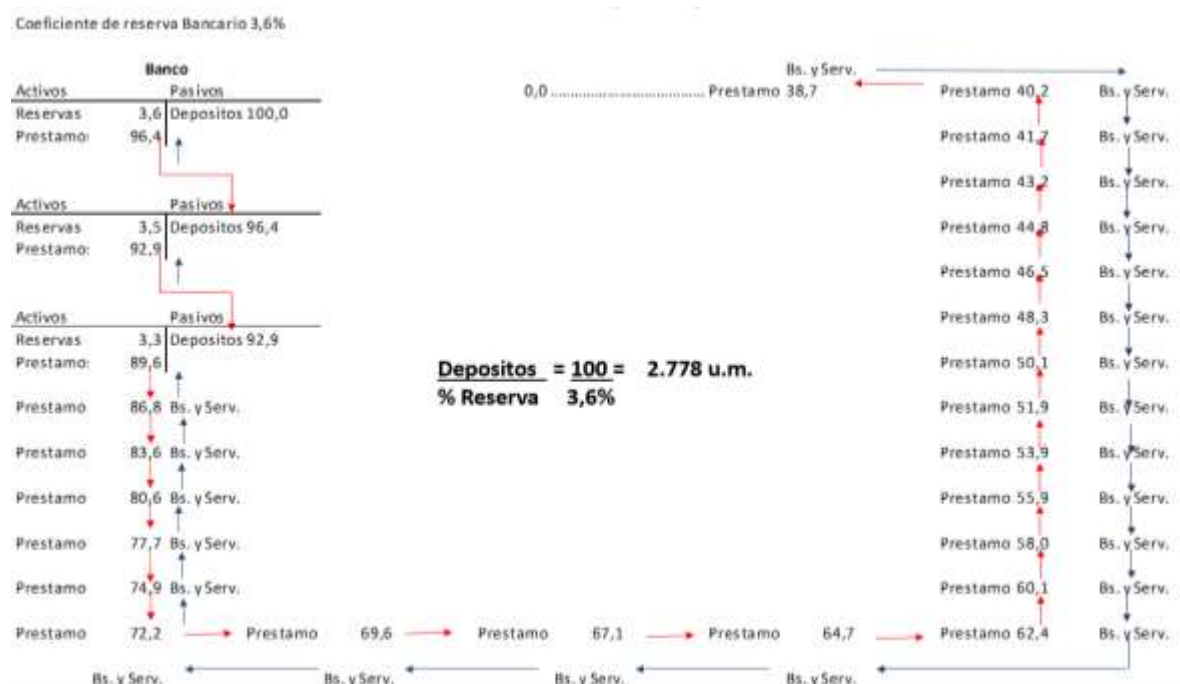 Coeficiente de reserva Bancario 3,6%
Banco
Activos Pasivos
Reservas 3,6 Depositos 100,0
Prestamo: 96,4
Activos Pasivos
Reservas 3,5 Depositos 96,4
Prestamo: 92,9
Activos Pasivos
Reservas 3,3 Depositos 92,9
Prestamo: 89,6
Prestamo 86,8 Bs. y Serv.
Prestamo 83,6 Bs. y Serv.
Prestamo 80,6 Bs. y Serv.
Prestamo 77,7 Bs. y Serv.
Prestamo 74,9 Bs. y Serv.
Prestamo 72,2 Prestamo 69,6 Prestamo 67,1 Prestamo 64,7 Prestamo 62,4 Bs. y Serv.
Bs. y Serv. Bs. y Serv. Bs. y Serv. Bs. y Serv.
Depositos = 100 = 2.778 u.m.
% Reserva 3,6%
Bs. y Serv.
0,0 ................................ Prestamo 38,7 Prestamo 40,2 Bs. y Serv.
Prestamo 41,7 Bs. y Serv.
Prestamo 43,2 Bs. y Serv.
Prestamo 44,8 Bs. y Serv.
Prestamo 46,5 Bs. y Serv.
Prestamo 48,3 Bs. y Serv.
Prestamo 50,1 Bs. y Serv.
Prestamo 51,9 Bs. y Serv.
Prestamo 53,9 Bs. y Serv.
Prestamo 55,9 Bs. y Serv.
Prestamo 58,0 Bs. y Serv.
Prestamo 60,1 Bs. y Serv.